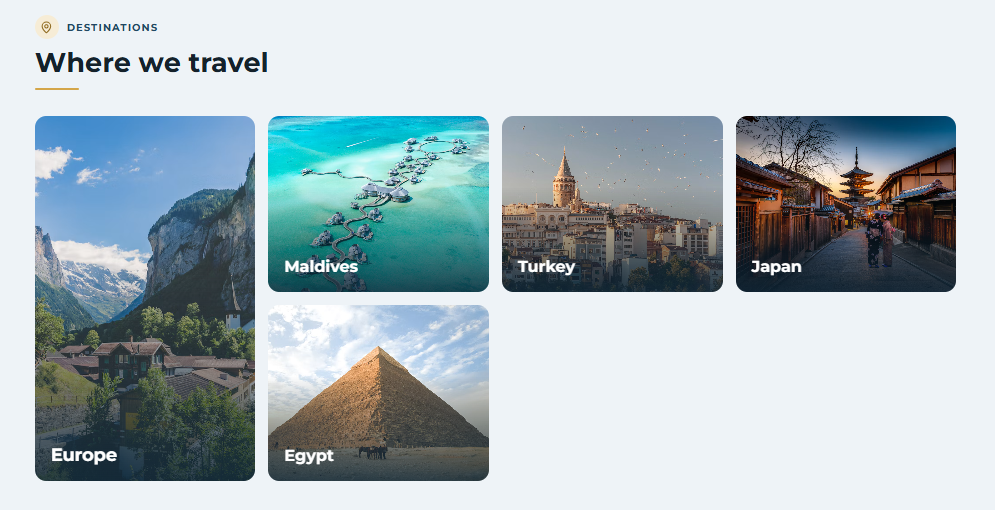 DESTINATIONS
Where we travel
Maldives
Turkey
Japan
Europe
Egypt